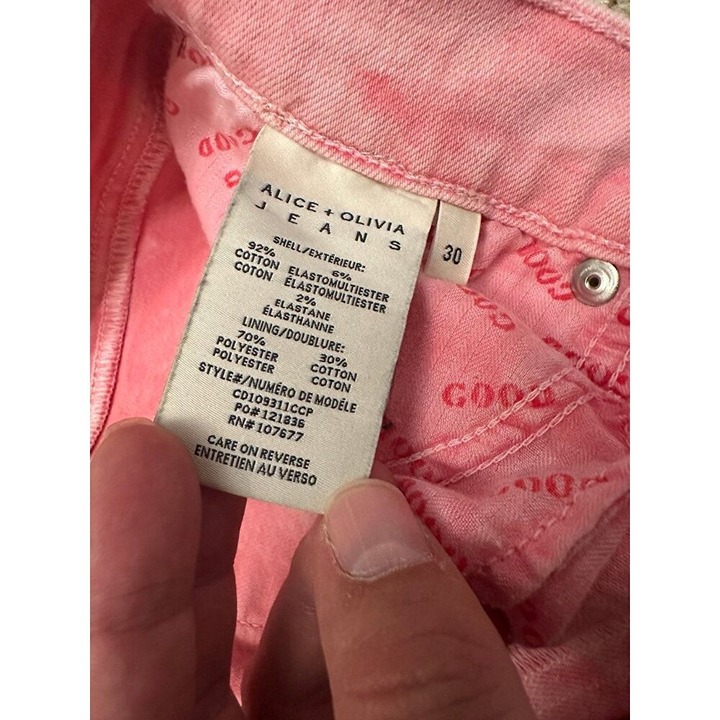 ALICE + OLIVIA
JEANS
SHELL/EXTÉRIEUR:
92% 6%
COTTON ELASTOMULTIESTER
COTON ÉLASTOMULTIESTER
2%
ELASTANE
ÉLASTHANNE
LINING/DOUBLURE:
70% 30%
POLYESTER COTTON
POLYESTER COTON
STYLE#/NUMÉRO DE MODÉLE
CD109311CCP
PO# 121836
RN# 107677
CARE ON REVERSE
ENTRETIEN AU VERSO
30
GOOD
GOOD
GOOD
GOOD